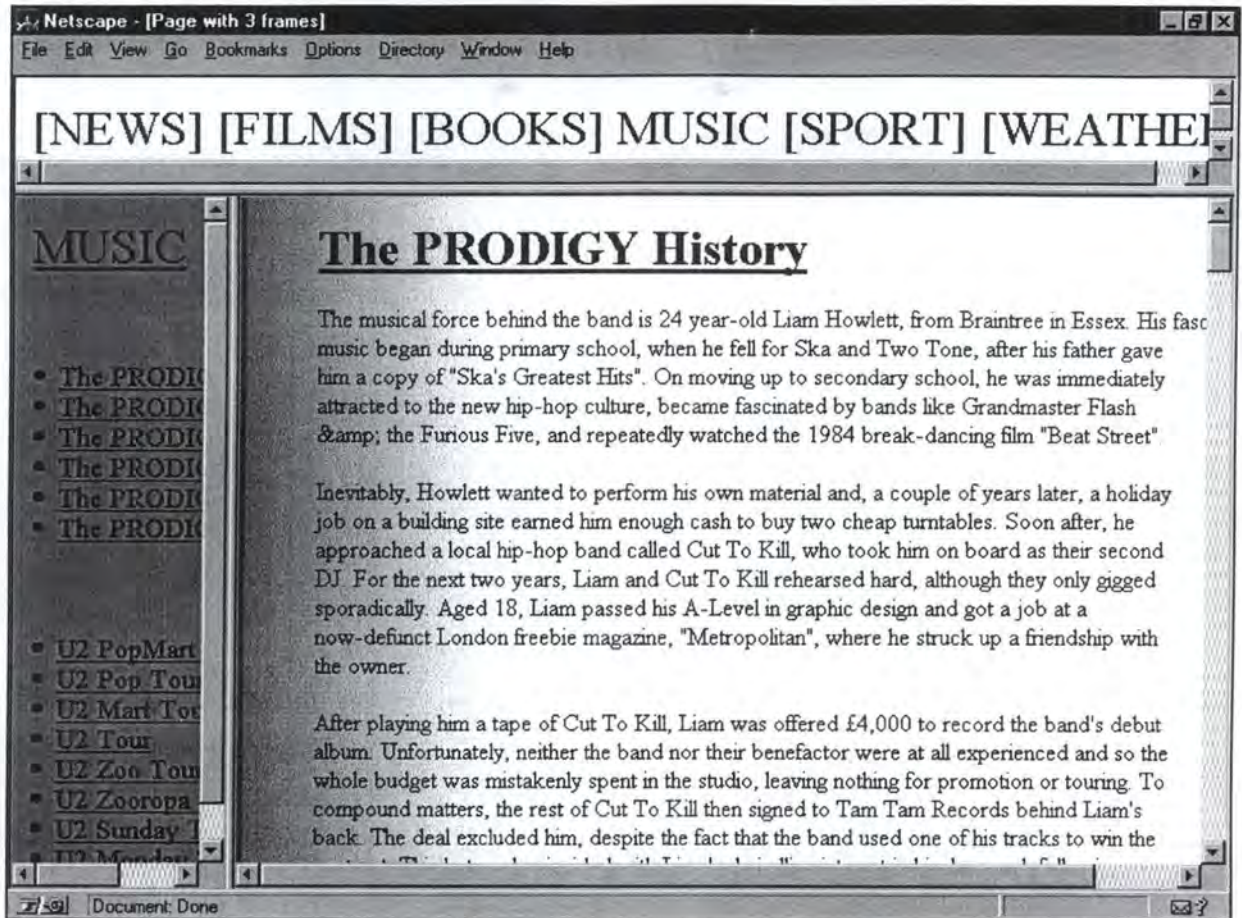 Netscape - [Page with 3 frames]
File Edit View Go Bookmarks Options Directory Window Help
[NEWS] [FILMS] [BOOKS] MUSIC [SPORT] [WEATHER
MUSIC
The PRODIG
The PRODIG
The PRODIG
The PRODIG
The PRODIG
The PRODIG
U2 PopMart
U2 Pop Tour
U2 Mart Tou
U2 Tour
U2 Zoo Tour
U2 Zooropa
U2 Sunday T
U2 Monday
The PRODIGY History
The musical force behind the band is 24 year-old Liam Howlett, from Braintree in Essex. His fasc
music began during primary school, when he fell for Ska and Two Tone, after his father gave
him a copy of "Ska's Greatest Hits". On moving up to secondary school, he was immediately
attracted to the new hip-hop culture, became fascinated by bands like Grandmaster Flash
&amp; the Furious Five, and repeatedly watched the 1984 break-dancing film "Beat Street"
Inevitably, Howlett wanted to perform his own material and, a couple of years later, a holiday
job on a building site earned him enough cash to buy two cheap turntables. Soon after, he
approached a local hip-hop band called Cut To Kill, who took him on board as their second
DJ. For the next two years, Liam and Cut To Kill rehearsed hard, although they only gigged
sporadically. Aged 18, Liam passed his A-Level in graphic design and got a job at a
now-defunct London freebie magazine, "Metropolitan", where he struck up a friendship with
the owner.
After playing him a tape of Cut To Kill, Liam was offered £4,000 to record the band's debut
album. Unfortunately, neither the band nor their benefactor were at all experienced and so the
whole budget was mistakenly spent in the studio, leaving nothing for promotion or touring. To
compound matters, the rest of Cut To Kill then signed to Tam Tam Records behind Liam's
back. The deal excluded him, despite the fact that the band used one of his tracks to win the
Document: Done